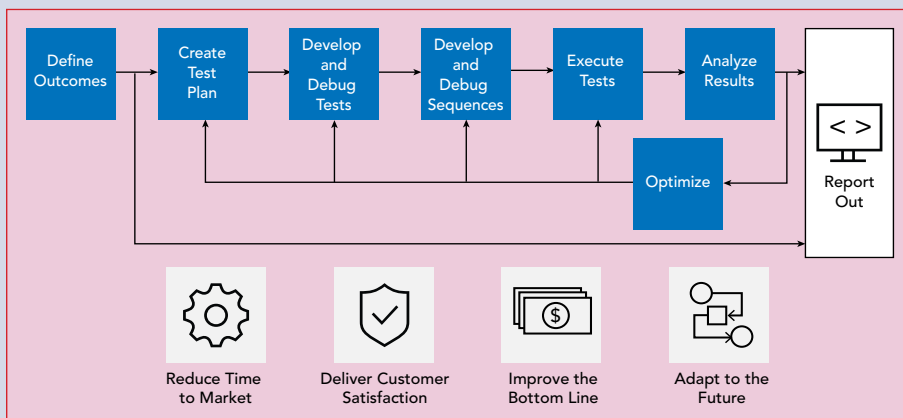 Define
Outcomes
Create
Test
Plan
Develop
and
Debug
Tests
Develop
and
Debug
Sequences
Execute
Tests
Analyze
Results
Optimize
< >
Report
Out
$
Reduce Time
to Market
Deliver Customer
Satisfaction
Improve the
Bottom Line
Adapt to the
Future